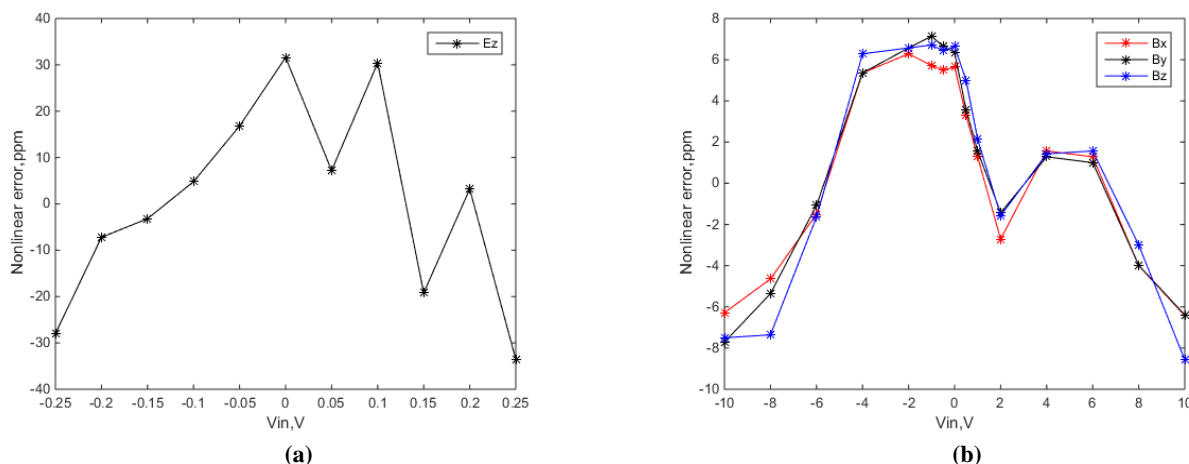 40
30
20
10
0
-10
-20
-30
-40
Nonlinear error,ppm
Ez
-0.25 -0.2 -0.15 -0.1 -0.05 0 0.05 0.1 0.15 0.2 0.25
Vin,V
(a)
8
6
4
2
0
-2
-4
-6
-8
-10
Nonlinear error,ppm
Bx
By
Bz
-10 -8 -6 -4 -2 0 2 4 6 8 10
Vin,V
(b)